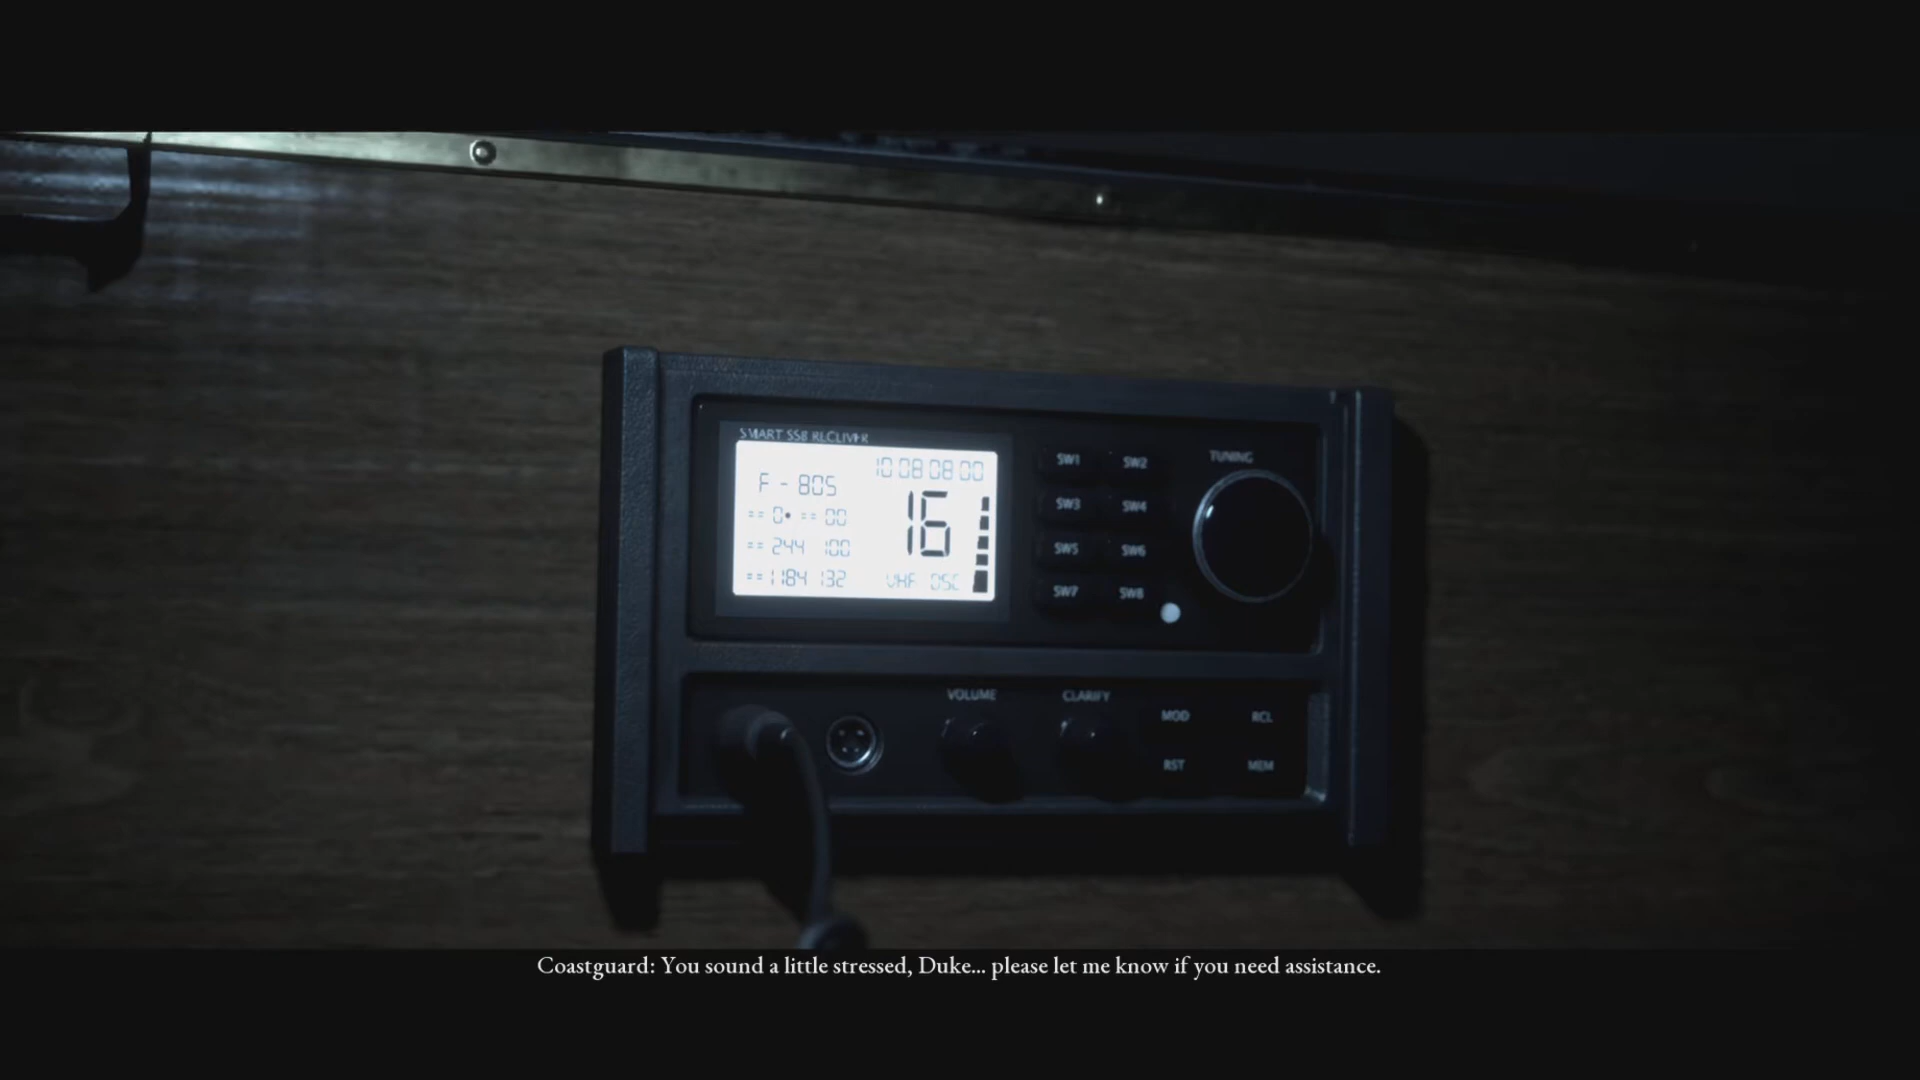 SMART SSB RECEIVER
10:08:08:00
F - 805
16
== 0• == 00
== 244 100
== 1184 132
VHF DSC
SW1 SW2
SW3 SW4
SW5 SW6
SW7 SW8
TUNING
VOLUME
CLARIFY
MOD RCL
RST MEM
Coastguard: You sound a little stressed, Duke... please let me know if you need assistance.